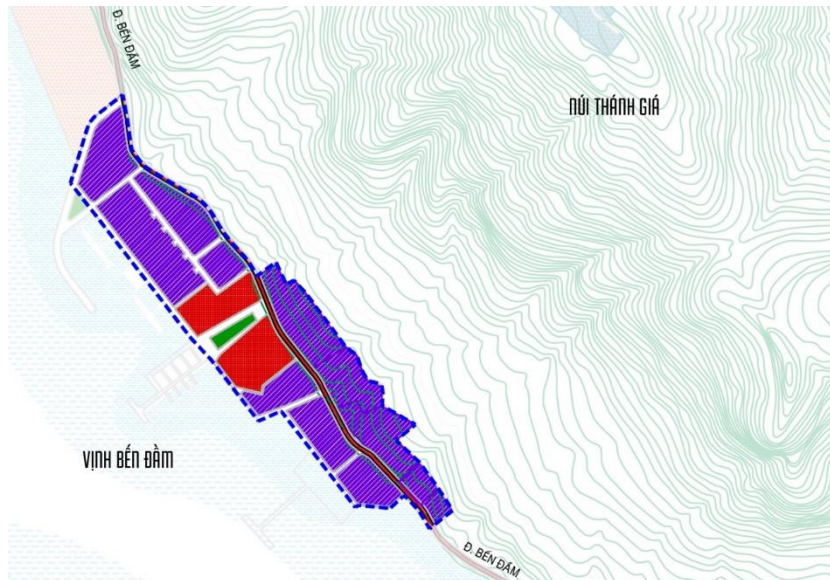 Đ. BẾN ĐẦM
NÚI THÁNH GIÁ
VỊNH BẾN ĐẦM
Đ. BẾN ĐẦM